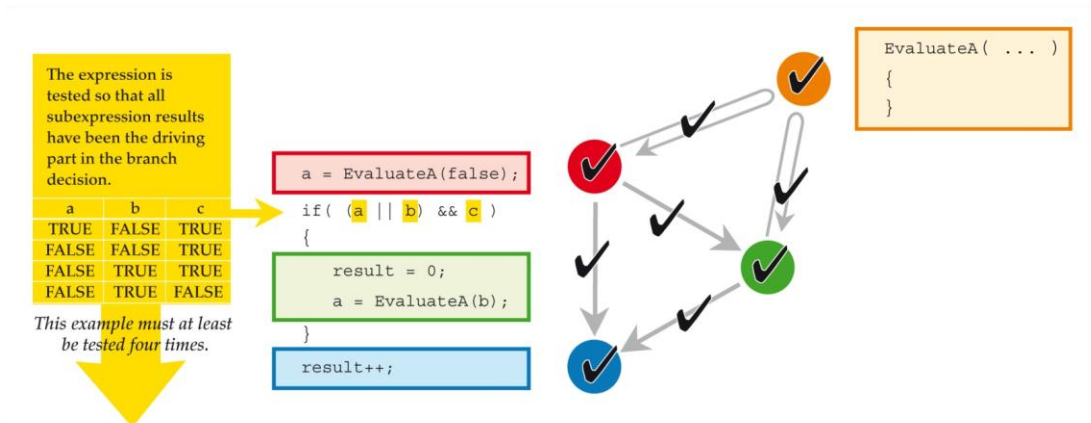 The expression is
tested so that all
subexpression results
have been the driving
part in the branch
decision.
a b c
TRUE FALSE TRUE
FALSE FALSE TRUE
FALSE TRUE TRUE
FALSE TRUE FALSE
This example must at least
be tested four times.
a = EvaluateA(false);
if( (a || b) && c )
{
result = 0;
a = EvaluateA(b);
}
result++;
EvaluateA( ... )
{
}